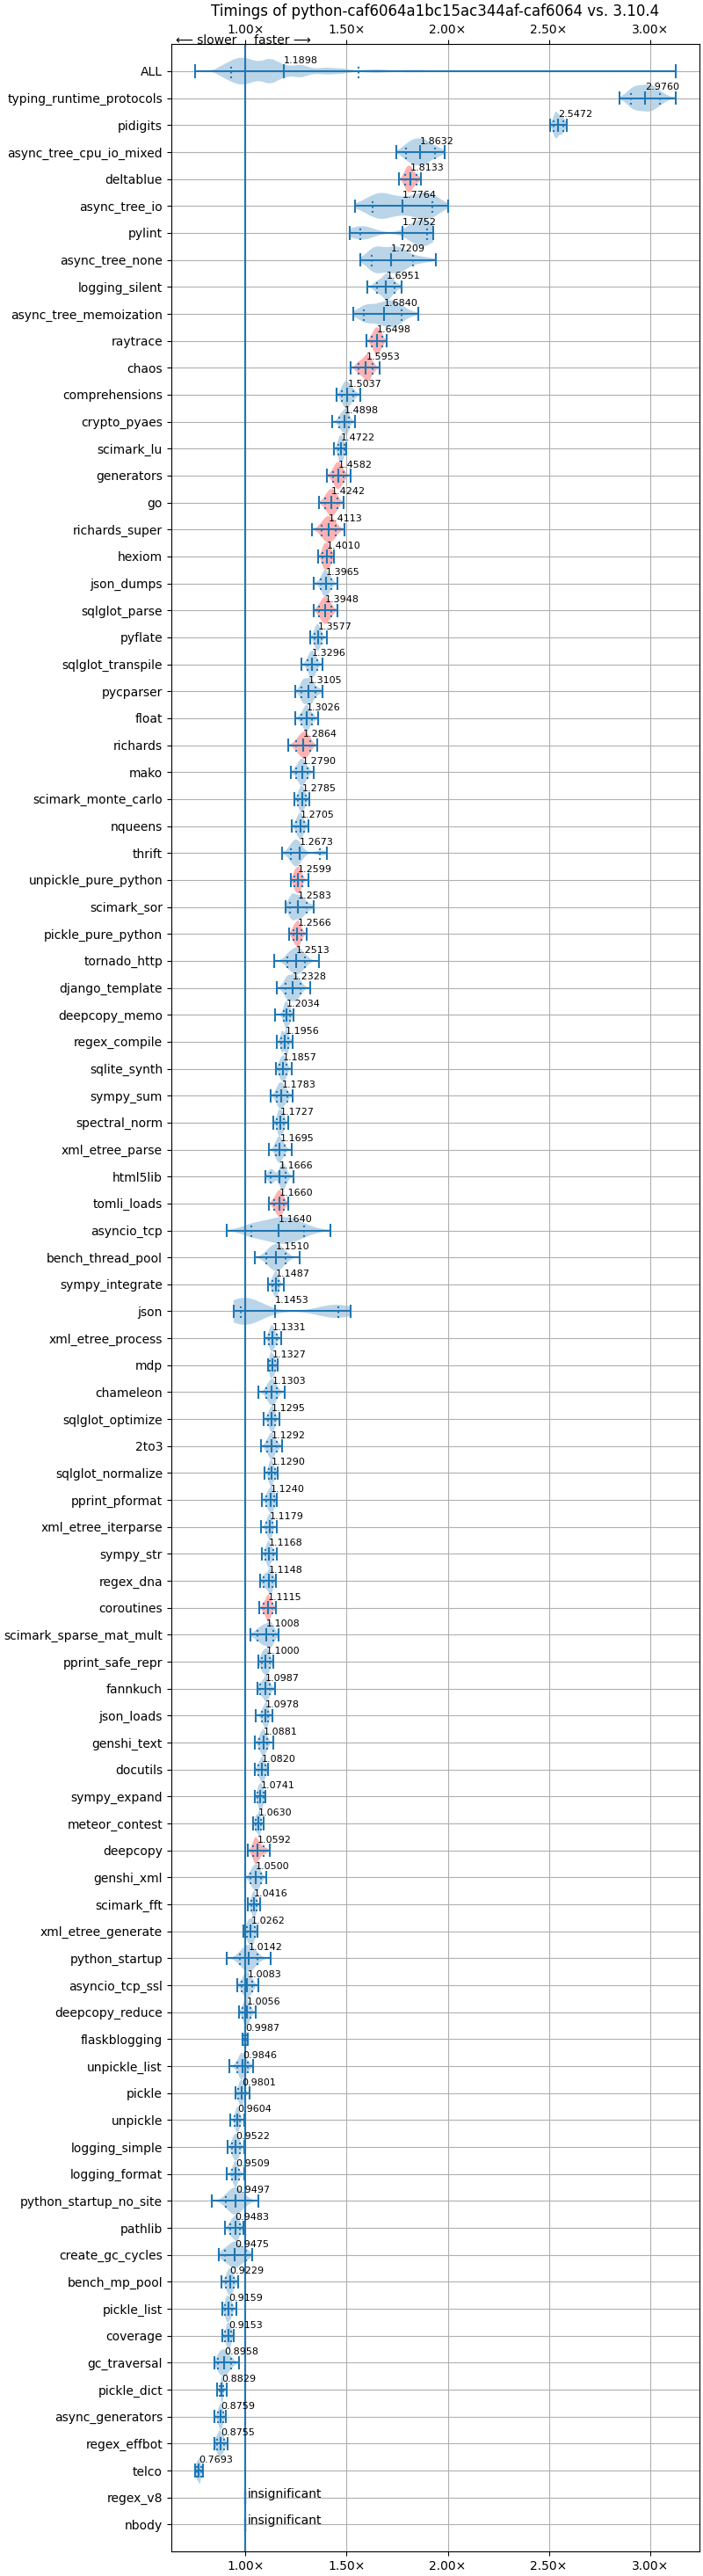 Timings of python-caf6064a1bc15ac344af-caf6064 vs. 3.10.4
1.00× 1.50× 2.00× 2.50× 3.00×
⟵ slower faster ⟶
ALL 1.1898
typing_runtime_protocols 2.9760
pidigits 2.5472
async_tree_cpu_io_mixed 1.8632
deltablue 1.8133
async_tree_io 1.7764
pylint 1.7752
async_tree_none 1.7209
logging_silent 1.6951
async_tree_memoization 1.6840
raytrace 1.6498
chaos 1.5953
comprehensions 1.5037
crypto_pyaes 1.4898
scimark_lu 1.4722
generators 1.4582
go 1.4242
richards_super 1.4113
hexiom 1.4010
json_dumps 1.3965
sqlglot_parse 1.3948
pyflate 1.3577
sqlglot_transpile 1.3296
pycparser 1.3105
float 1.3026
richards 1.2864
mako 1.2790
scimark_monte_carlo 1.2785
nqueens 1.2705
thrift 1.2673
unpickle_pure_python 1.2599
scimark_sor 1.2583
pickle_pure_python 1.2566
tornado_http 1.2513
django_template 1.2328
deepcopy_memo 1.2034
regex_compile 1.1956
sqlite_synth 1.1857
sympy_sum 1.1783
spectral_norm 1.1727
xml_etree_parse 1.1695
html5lib 1.1666
tomli_loads 1.1660
asyncio_tcp 1.1640
bench_thread_pool 1.1510
sympy_integrate 1.1487
json 1.1453
xml_etree_process 1.1331
mdp 1.1327
chameleon 1.1303
sqlglot_optimize 1.1295
2to3 1.1292
sqlglot_normalize 1.1290
pprint_pformat 1.1240
xml_etree_iterparse 1.1179
sympy_str 1.1168
regex_dna 1.1148
coroutines 1.1115
scimark_sparse_mat_mult 1.1008
pprint_safe_repr 1.1000
fannkuch 1.0987
json_loads 1.0978
genshi_text 1.0881
docutils 1.0820
sympy_expand 1.0741
meteor_contest 1.0630
deepcopy 1.0592
genshi_xml 1.0500
scimark_fft 1.0416
xml_etree_generate 1.0262
python_startup 1.0142
asyncio_tcp_ssl 1.0083
deepcopy_reduce 1.0056
flaskblogging 0.9987
unpickle_list 0.9846
pickle 0.9801
unpickle 0.9604
logging_simple 0.9522
logging_format 0.9509
python_startup_no_site 0.9497
pathlib 0.9483
create_gc_cycles 0.9475
bench_mp_pool 0.9229
pickle_list 0.9159
coverage 0.9153
gc_traversal 0.8958
pickle_dict 0.8829
async_generators 0.8759
regex_effbot 0.8755
telco 0.7693
regex_v8 insignificant
nbody insignificant
1.00× 1.50× 2.00× 2.50× 3.00×